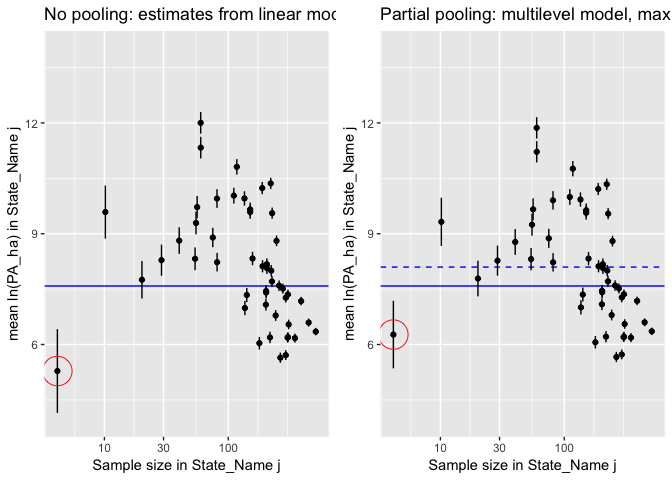 No pooling: estimates from linear mo
Partial pooling: multilevel model, max
mean ln(PA_ha) in State_Name j
12
9
6
10
30
100
Sample size in State_Name j
mean ln(PA_ha) in State_Name j
12
9
6
10
30
100
Sample size in State_Name j